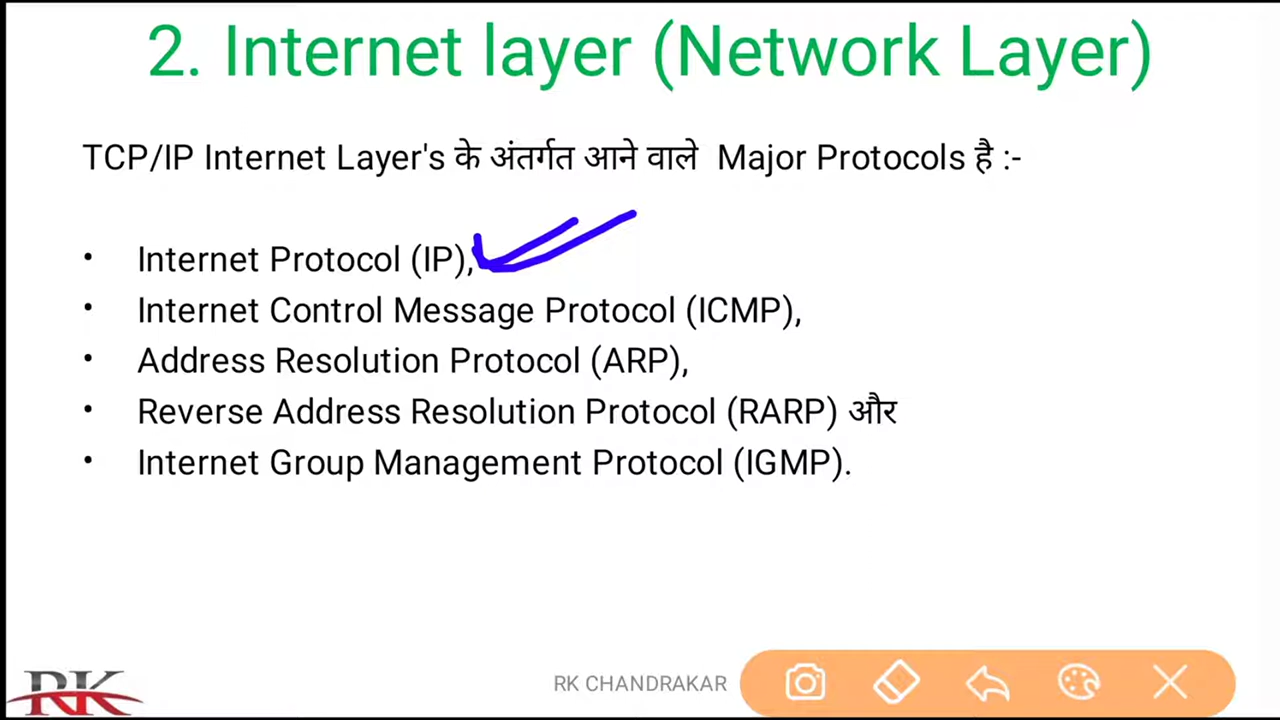 2. Internet layer (Network Layer)
TCP/IP Internet Layer's के अंतर्गत आने वाले Major Protocols है :-
• Internet Protocol (IP),
• Internet Control Message Protocol (ICMP),
• Address Resolution Protocol (ARP),
• Reverse Address Resolution Protocol (RARP) और
• Internet Group Management Protocol (IGMP).
RK
RK CHANDRAKAR